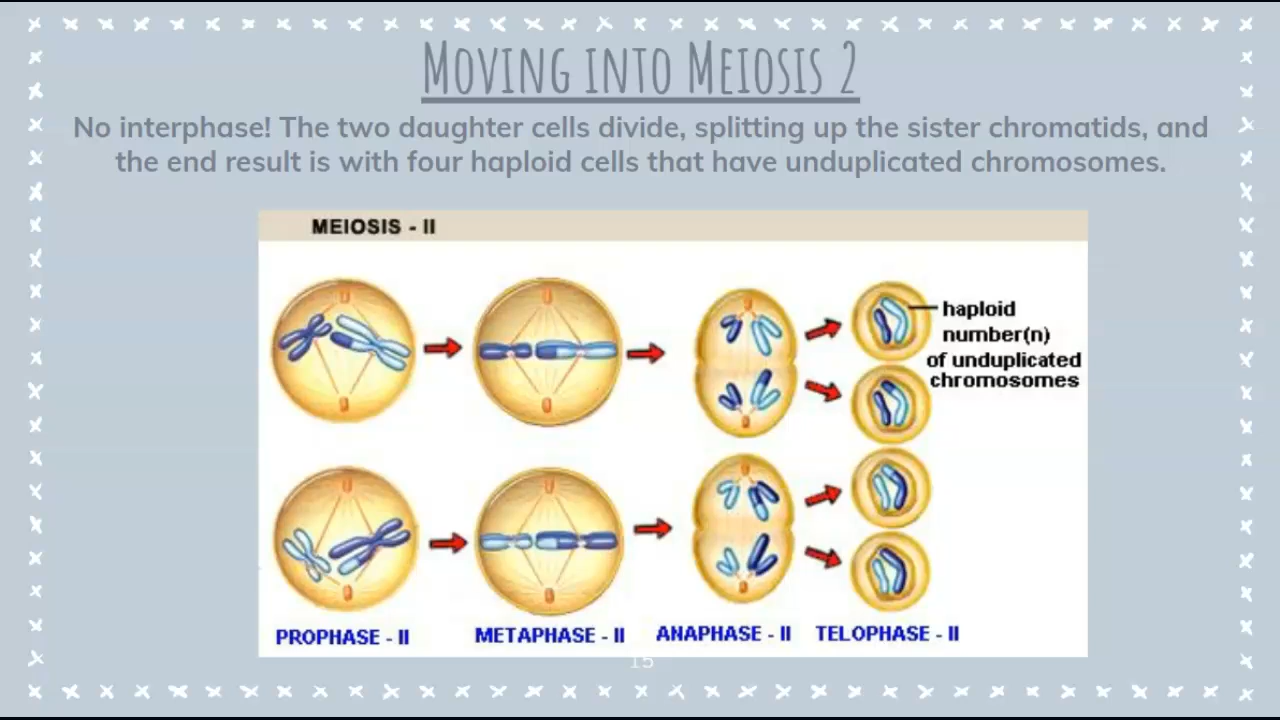 Moving into Meiosis 2
No interphase! The two daughter cells divide, splitting up the sister chromatids, and
the end result is with four haploid cells that have unduplicated chromosomes.
MEIOSIS - II
haploid
number(n)
of unduplicated
chromosomes
PROPHASE - II
METAPHASE - II
ANAPHASE - II
TELOPHASE - II
15